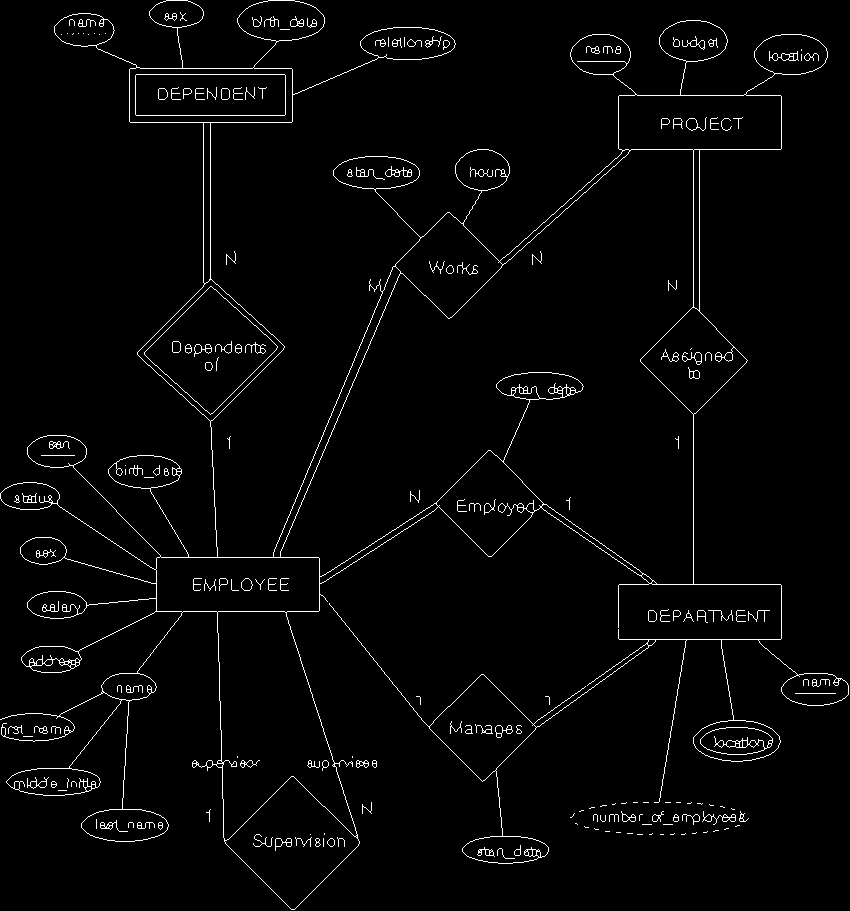 name
sex
birth_date
relationship
DEPENDENT
name
budget
location
PROJECT
start_date
hours
Works
N
M
N
N
Dependents
of
Assigned
to
1
1
start_date
ssn
birth_date
status
sex
salary
address
N
Employed
1
EMPLOYEE
DEPARTMENT
name
first_name
middle_initial
last_name
1
1
Manages
name
locations
number_of_employees
supervisor
supervisee
1
N
Supervision
start_date